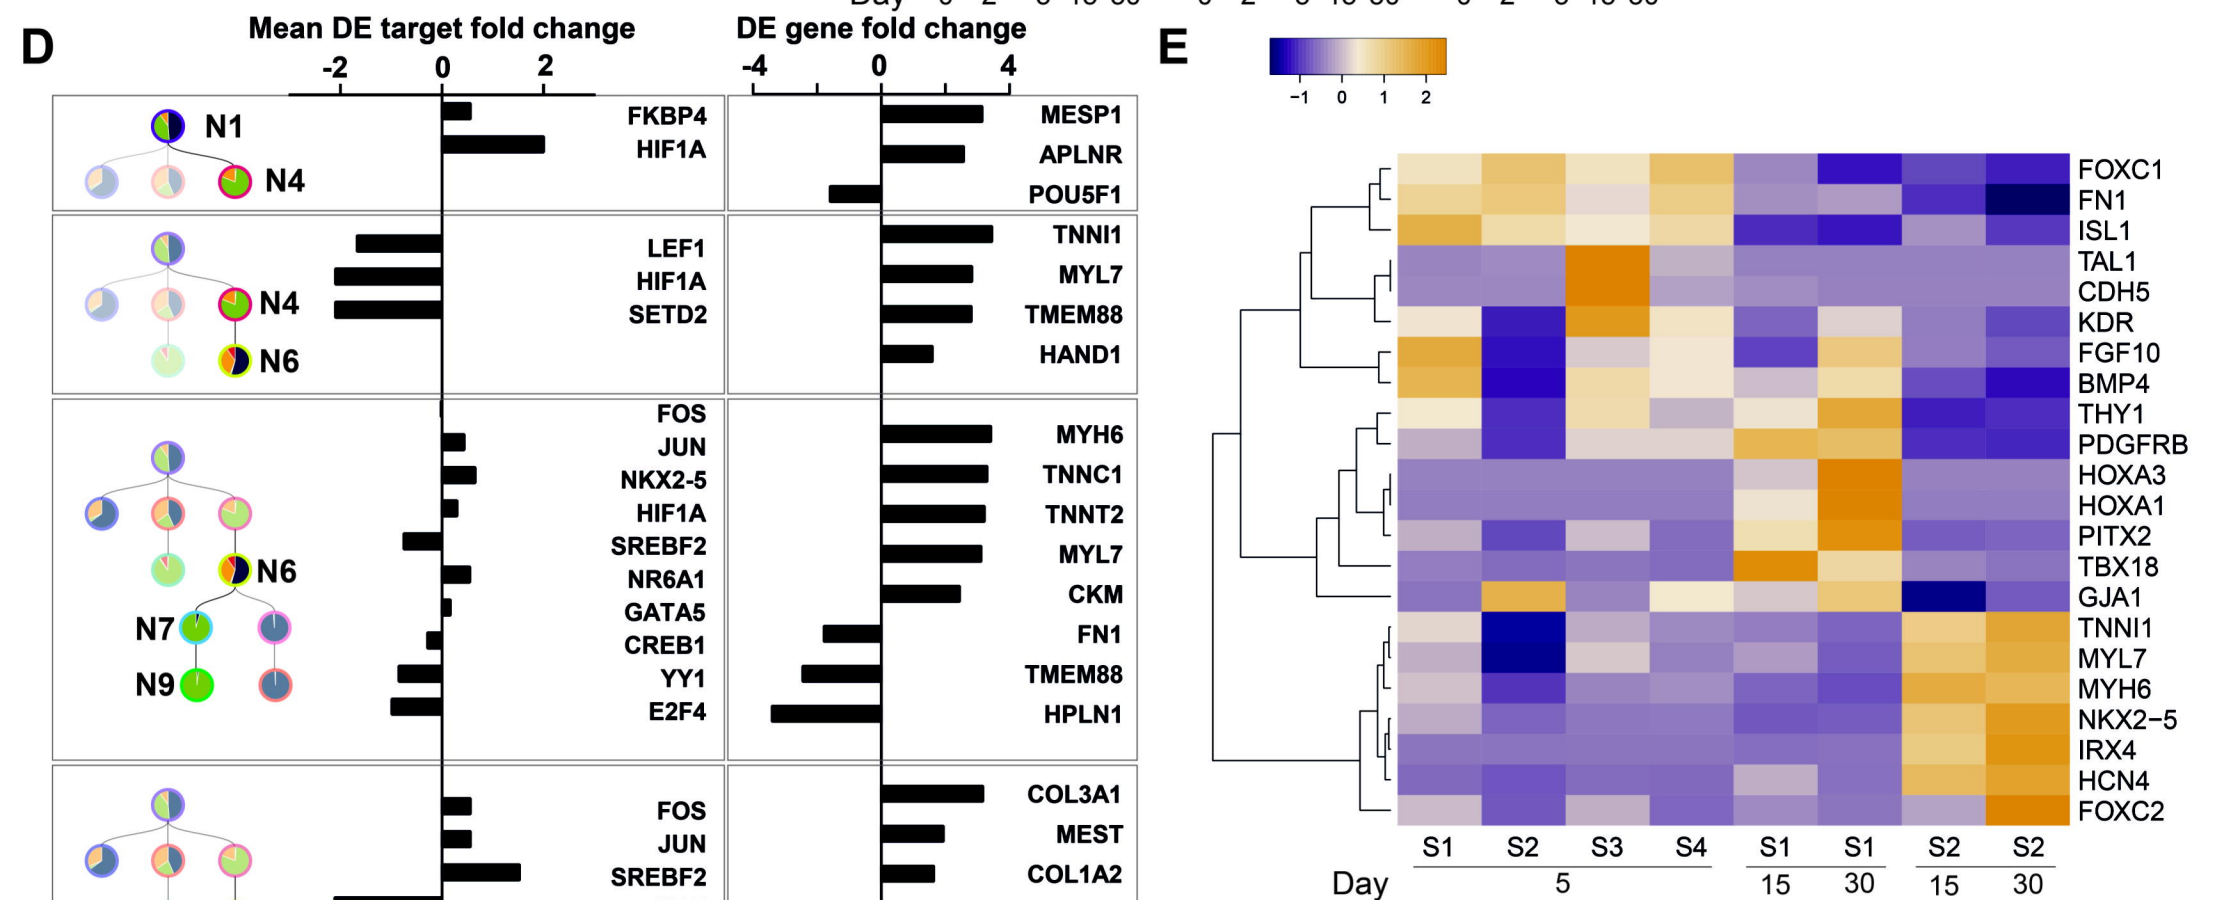 D
Mean DE target fold change
-2 0 2
DE gene fold change
-4 0 4
N1
N4
FKBP4
HIF1A
MESP1
APLNR
POU5F1
N4
N6
LEF1
HIF1A
SETD2
TNNI1
MYL7
TMEM88
HAND1
N6
N7
N9
FOS
JUN
NKX2-5
HIF1A
SREBF2
NR6A1
GATA5
CREB1
YY1
E2F4
MYH6
TNNC1
TNNT2
MYL7
CKM
FN1
TMEM88
HPLN1
FOS
JUN
SREBF2
COL3A1
MEST
COL1A2
E
−1 0 1 2
FOXC1
FN1
ISL1
TAL1
CDH5
KDR
FGF10
BMP4
THY1
PDGFRB
HOXA3
HOXA1
PITX2
TBX18
GJA1
TNNI1
MYL7
MYH6
NKX2−5
IRX4
HCN4
FOXC2
S1 S2 S3 S4 S1 S1 S2 S2
Day 5 15 30 15 30